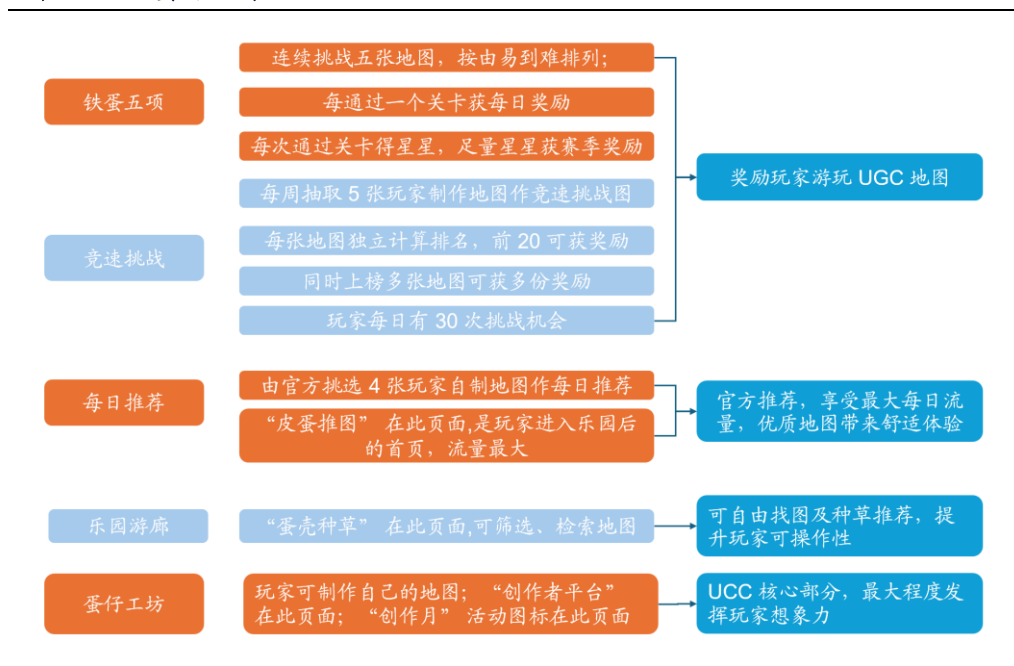 铁蛋五项
连续挑战五张地图，按由易到难排列；
每通过一个关卡获每日奖励
每次通过关卡得星星，足量星星获赛季奖励
竞速挑战
每周抽取 5 张玩家制作地图作竞速挑战图
每张地图独立计算排名，前 20 可获奖励
同时上榜多张地图可获多份奖励
玩家每日有 30 次挑战机会
奖励玩家游玩 UGC 地图
每日推荐
由官方挑选 4 张玩家自制地图作每日推荐
“皮蛋推图” 在此页面,是玩家进入乐园后
的首页，流量最大
官方推荐，享受最大每日流
量，优质地图带来舒适体验
乐园游廊
“蛋壳种草” 在此页面,可筛选、检索地图
可自由找图及种草推荐，提
升玩家可操作性
蛋仔工坊
玩家可制作自己的地图；“创作者平台”
在此页面；“创作月” 活动图标在此页面
UCC 核心部分，最大程度发
挥玩家想象力